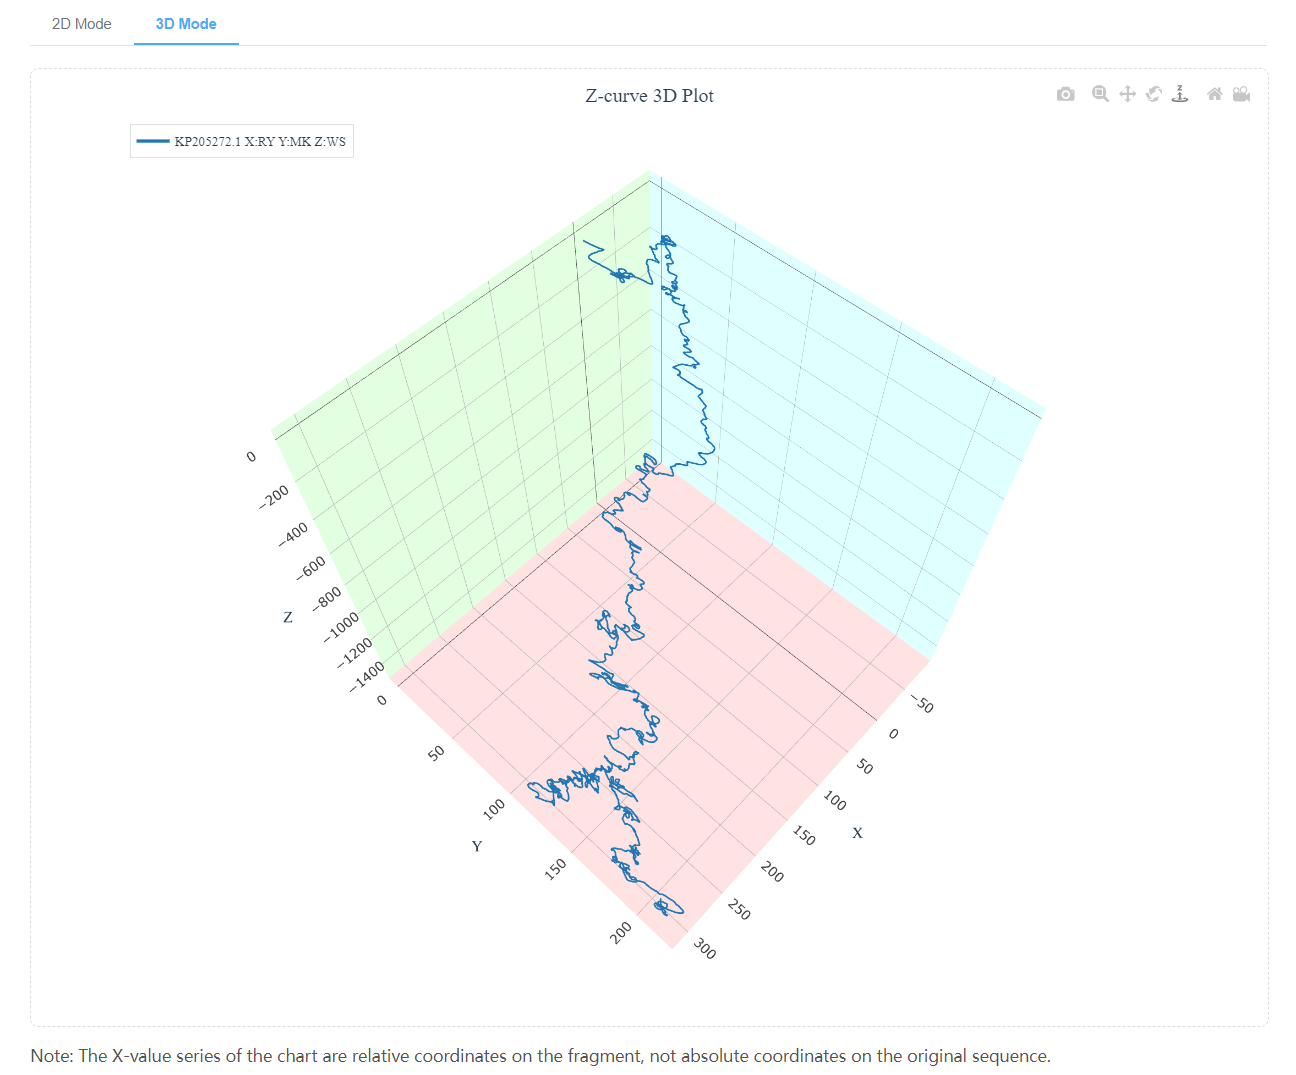 2D Mode
3D Mode
Z-curve 3D Plot
KP205272.1 X:RY Y:MK Z:WS
0
−200
−400
−600
−800
−1000
−1200
−1400
Z
0
50
100
150
200
Y
−50
0
50
100
150
200
250
300
X
Note: The X-value series of the chart are relative coordinates on the fragment, not absolute coordinates on the original sequence.